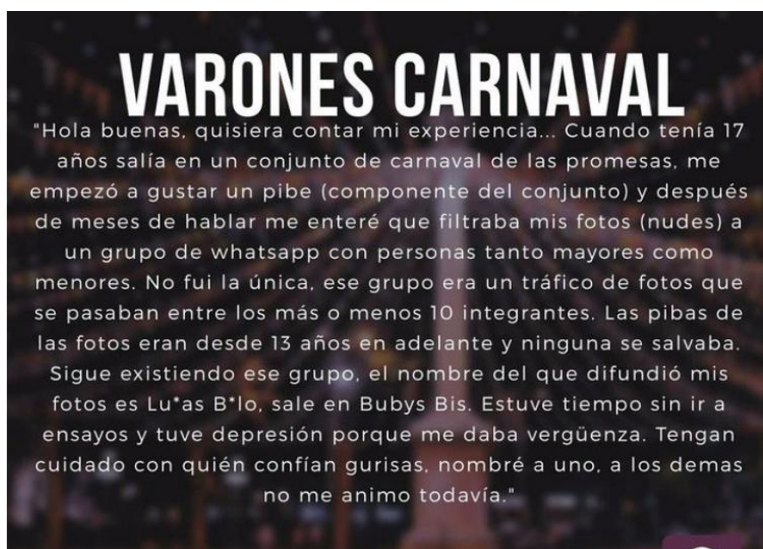 VARONES CARNAVAL
"Hola buenas, quisiera contar mi experiencia... Cuando tenía 17
años salía en un conjunto de carnaval de las promesas, me
empezó a gustar un pibe (componente del conjunto) y después
de meses de hablar me enteré que filtraba mis fotos (nudes) a
un grupo de whatsapp con personas tanto mayores como
menores. No fui la única, ese grupo era un tráfico de fotos que
se pasaban entre los más o menos 10 integrantes. Las pibas de
las fotos eran desde 13 años en adelante y ninguna se salvaba.
Sigue existiendo ese grupo, el nombre del que difundió mis
fotos es Lu*as B*lo, sale en Bubys Bis. Estuve tiempo sin ir a
ensayos y tuve depresión porque me daba vergüenza. Tengan
cuidado con quién confían gurisas, nombré a uno, a los demas
no me animo todavía."